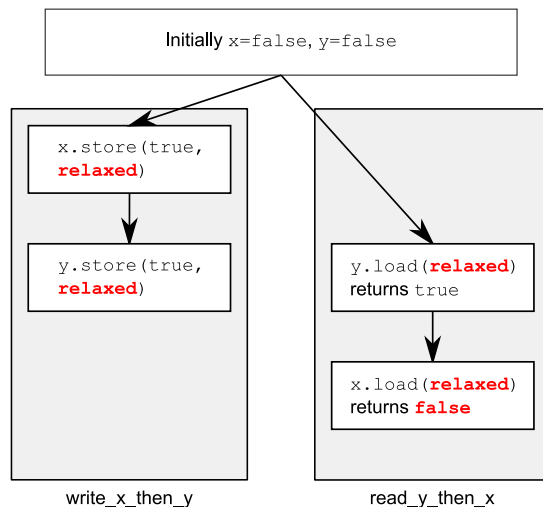 Initially x=false, y=false
x.store(true,
relaxed)
y.store(true,
relaxed)
y.load(relaxed)
returns true
x.load(relaxed)
returns false
write_x_then_y
read_y_then_x